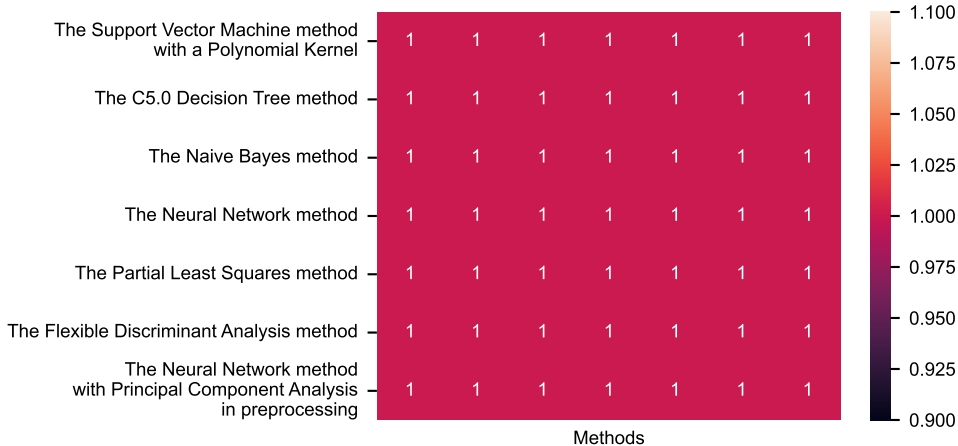 The Support Vector Machine method
with a Polynomial Kernel
1 1 1 1 1 1 1
The C5.0 Decision Tree method
1 1 1 1 1 1 1
The Naive Bayes method
1 1 1 1 1 1 1
The Neural Network method
1 1 1 1 1 1 1
The Partial Least Squares method
1 1 1 1 1 1 1
The Flexible Discriminant Analysis method
1 1 1 1 1 1 1
The Neural Network method
with Principal Component Analysis
in preprocessing
1 1 1 1 1 1 1
Methods
1.100
1.075
1.050
1.025
1.000
0.975
0.950
0.925
0.900